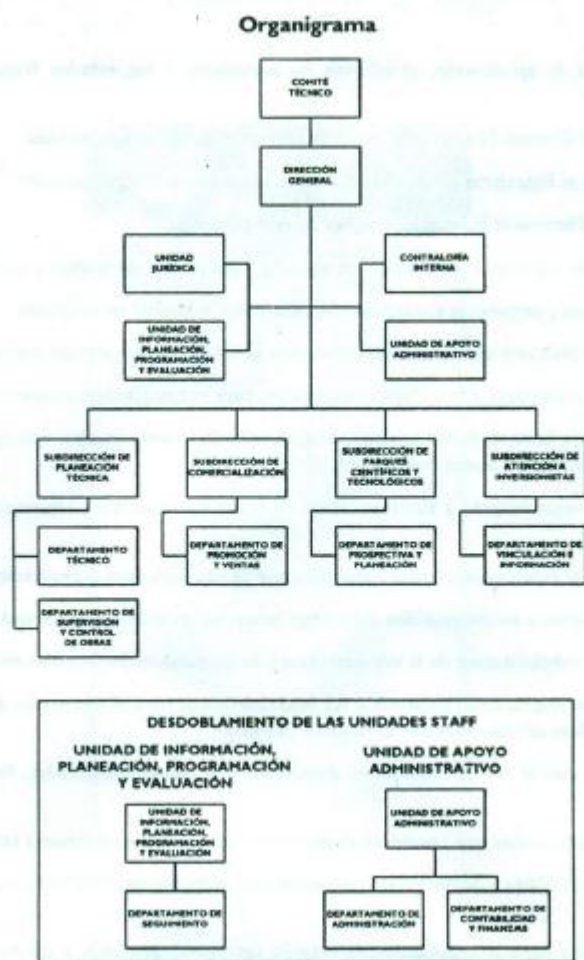 Organigrama
COMITÉ
TÉCNICO
DIRECCIÓN
GENERAL
UNIDAD
JURÍDICA
CONTRALORÍA
INTERNA
UNIDAD DE
INFORMACIÓN,
PLANEACIÓN,
PROGRAMACIÓN
Y EVALUACIÓN
UNIDAD DE APOYO
ADMINISTRATIVO
SUBDIRECCIÓN DE
PLANEACIÓN
TÉCNICA
SUBDIRECCIÓN DE
COMERCIALIZACIÓN
SUBDIRECCIÓN DE
PARQUES
CIENTÍFICOS Y
TECNOLÓGICOS
SUBDIRECCIÓN DE
ATENCIÓN A
INVERSIONISTAS
DEPARTAMENTO
TÉCNICO
DEPARTAMENTO DE
PROMOCIÓN
Y VENTAS
DEPARTAMENTO DE
PROSPECTIVA Y
PLANEACIÓN
DEPARTAMENTO DE
VINCULACIÓN E
INFORMACIÓN
DEPARTAMENTO DE
SUPERVISIÓN
Y CONTROL
DE OBRAS
DESDOBLAMIENTO DE LAS UNIDADES STAFF
UNIDAD DE INFORMACIÓN,
PLANEACIÓN, PROGRAMACIÓN
Y EVALUACIÓN
UNIDAD DE APOYO
ADMINISTRATIVO
UNIDAD DE
INFORMACIÓN,
PLANEACIÓN,
PROGRAMACIÓN
Y EVALUACIÓN
UNIDAD DE APOYO
ADMINISTRATIVO
DEPARTAMENTO DE
SEGUIMIENTO
DEPARTAMENTO DE
ADMINISTRACIÓN
DEPARTAMENTO DE
CONTABILIDAD
Y FINANZAS